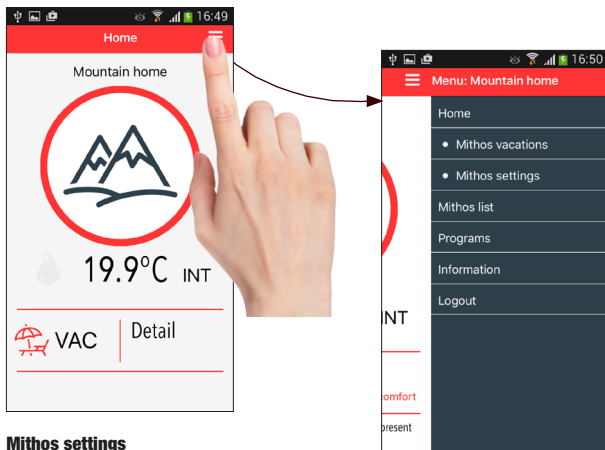 16:49
Home
Mountain home
19.9°C INT
VAC
Detail
16:50
Menu: Mountain home
Home
• Mithos vacations
• Mithos settings
Mithos list
Programs
Information
Logout
INT
comfort
present
Mithos settings